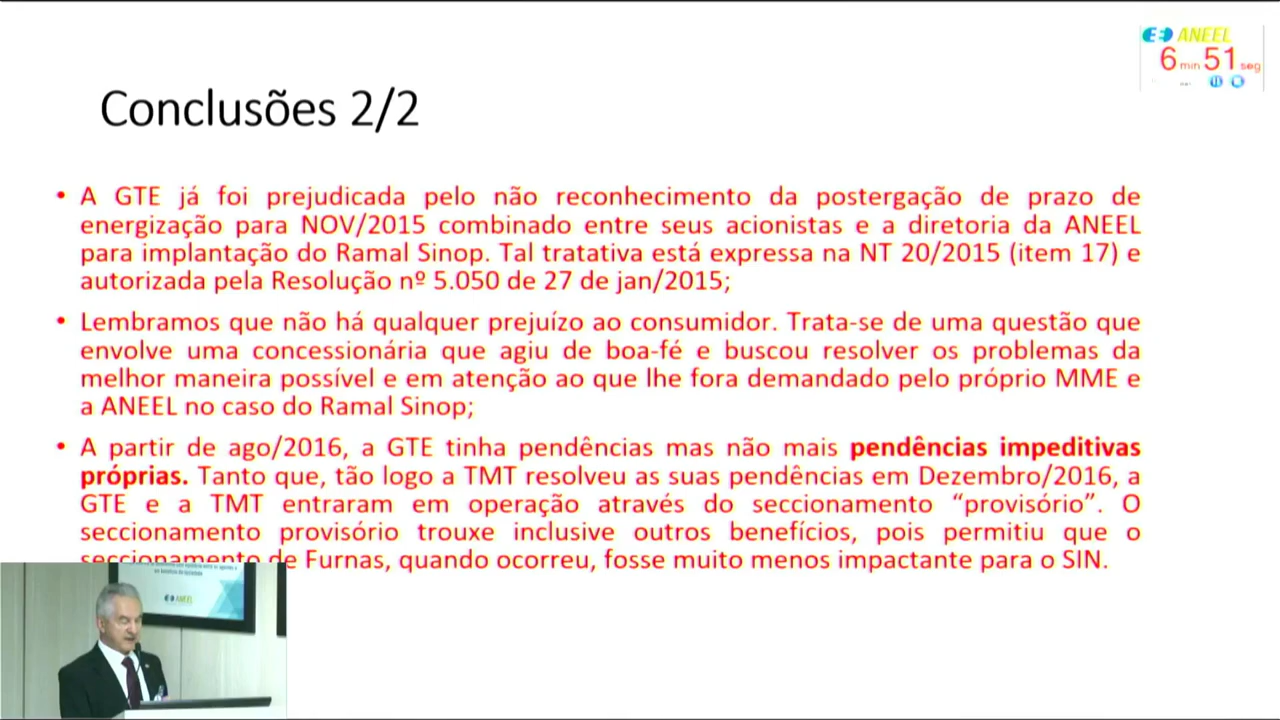 ANEEL
6 min 51 seg
Conclusões 2/2
• A GTE já foi prejudicada pelo não reconhecimento da postergação de prazo de
energização para NOV/2015 combinado entre seus acionistas e a diretoria da ANEEL
para implantação do Ramal Sinop. Tal tratativa está expressa na NT 20/2015 (item 17) e
autorizada pela Resolução nº 5.050 de 27 de jan/2015;
• Lembramos que não há qualquer prejuízo ao consumidor. Trata-se de uma questão que
envolve uma concessionária que agiu de boa-fé e buscou resolver os problemas da
melhor maneira possível e em atenção ao que lhe fora demandado pelo próprio MME e
a ANEEL no caso do Ramal Sinop;
• A partir de ago/2016, a GTE tinha pendências mas não mais pendências impeditivas
próprias. Tanto que, tão logo a TMT resolveu as suas pendências em Dezembro/2016, a
GTE e a TMT entraram em operação através do seccionamento “provisório”. O
seccionamento provisório trouxe inclusive outros benefícios, pois permitiu que o
seccionamento de Furnas, quando ocorreu, fosse muito menos impactante para o SIN.
ANEEL